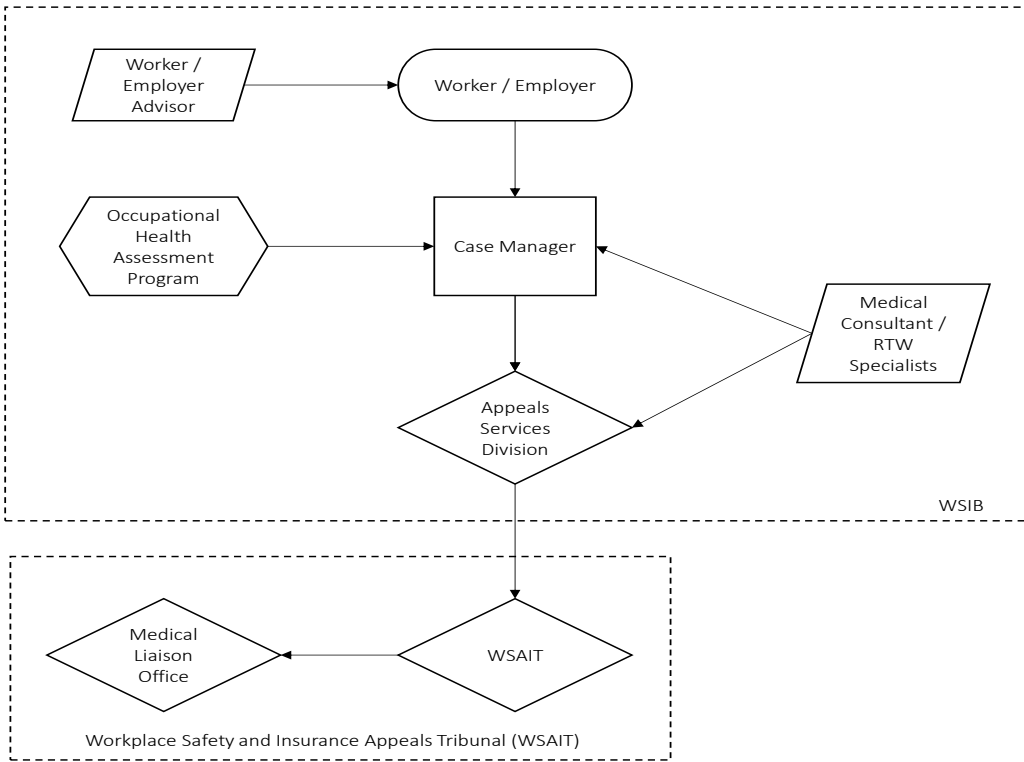 Worker /
Employer
Advisor
Worker / Employer
Occupational
Health
Assessment
Program
Case Manager
Medical
Consultant /
RTW
Specialists
Appeals
Services
Division
WSIB
Medical
Liaison
Office
WSAIT
Workplace Safety and Insurance Appeals Tribunal (WSAIT)